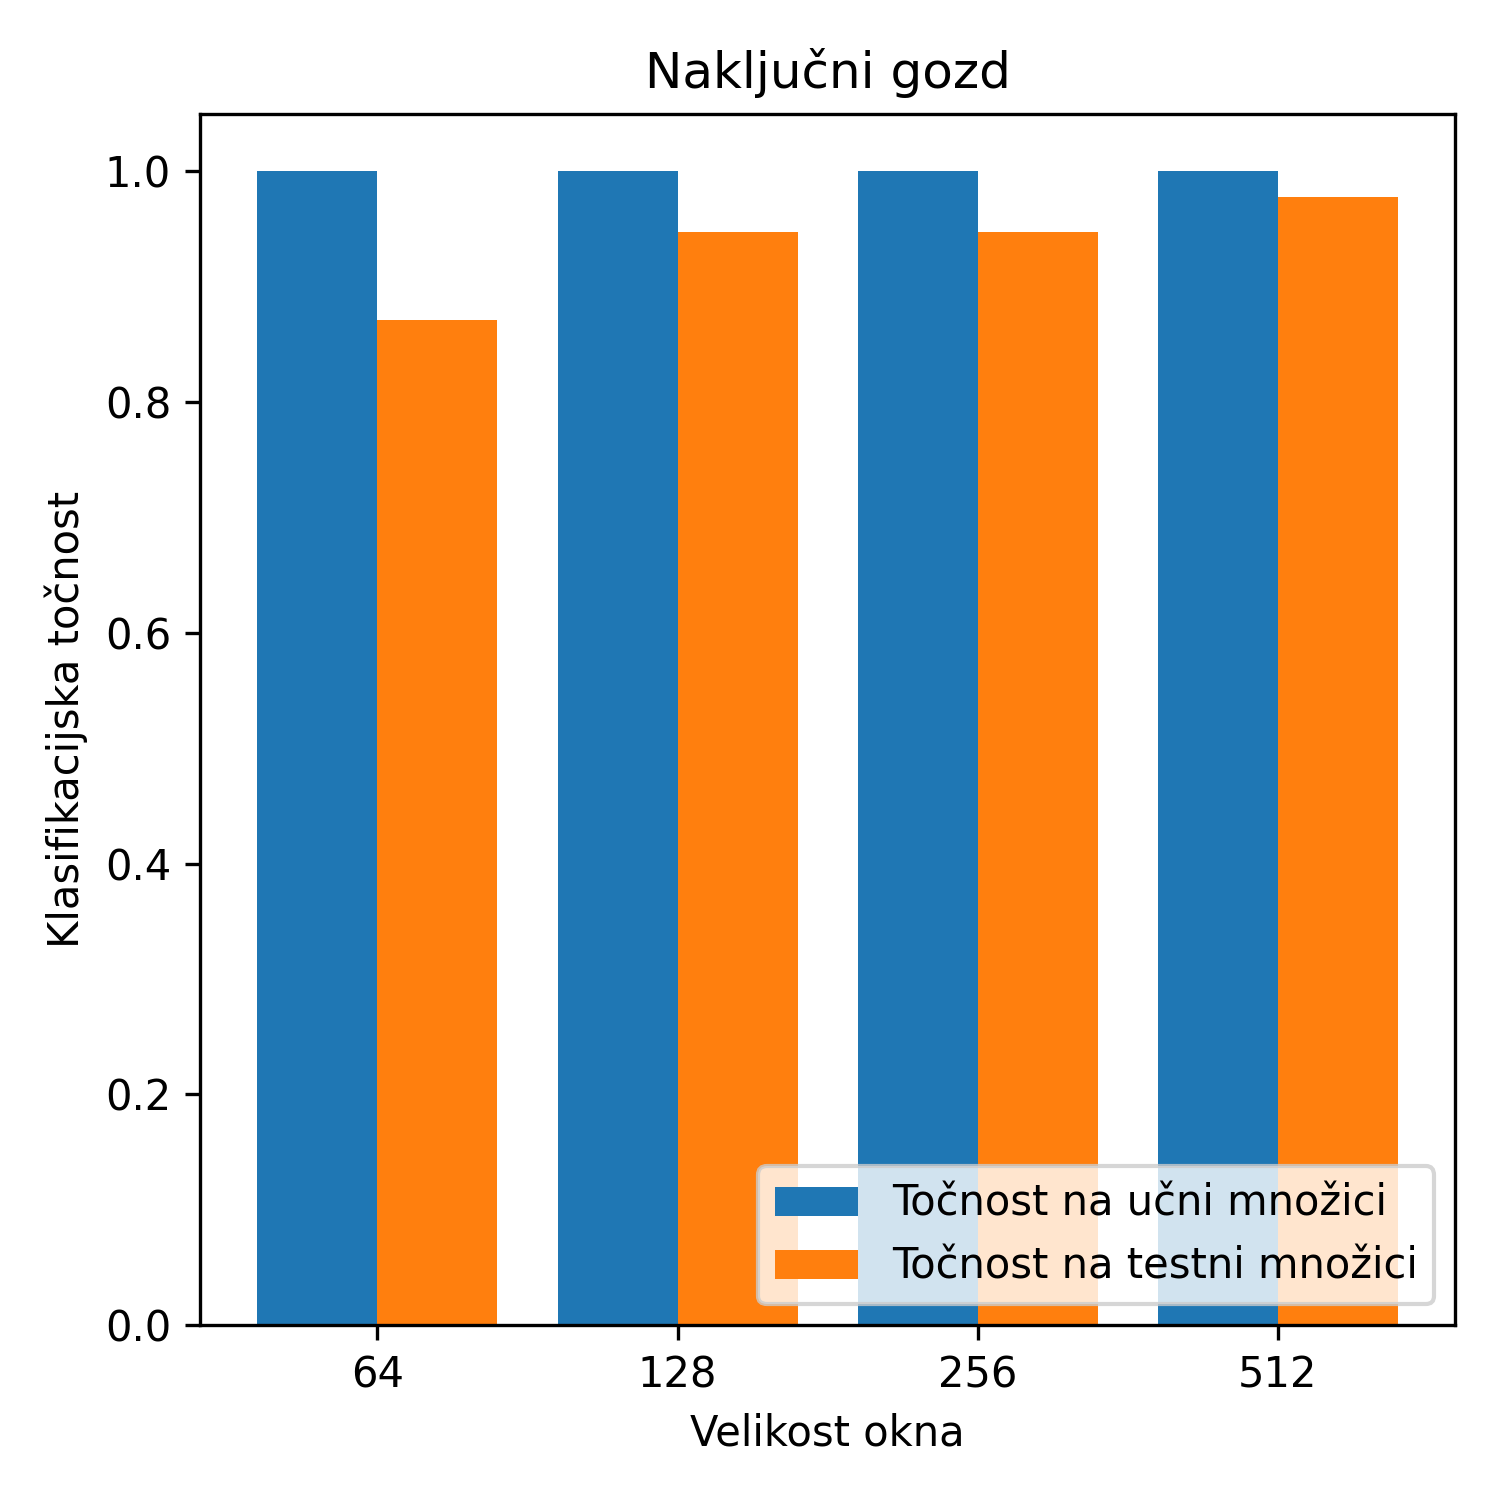 Naključni gozd
Klasifikacijska točnost
1.0
0.8
0.6
0.4
0.2
0.0
Točnost na učni množici
Točnost na testni množici
64
128
256
512
Velikost okna